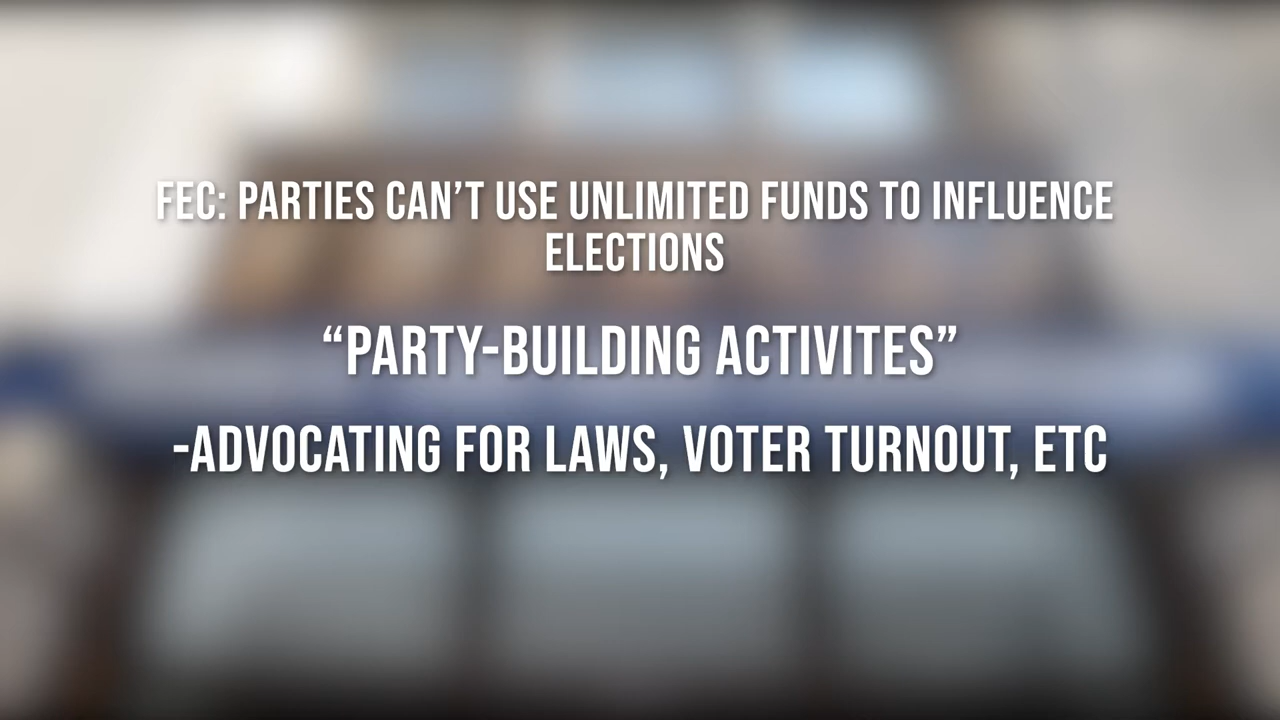 FEC: PARTIES CAN’T USE UNLIMITED FUNDS TO INFLUENCE
ELECTIONS
“PARTY-BUILDING ACTIVITES”
-ADVOCATING FOR LAWS, VOTER TURNOUT, ETC